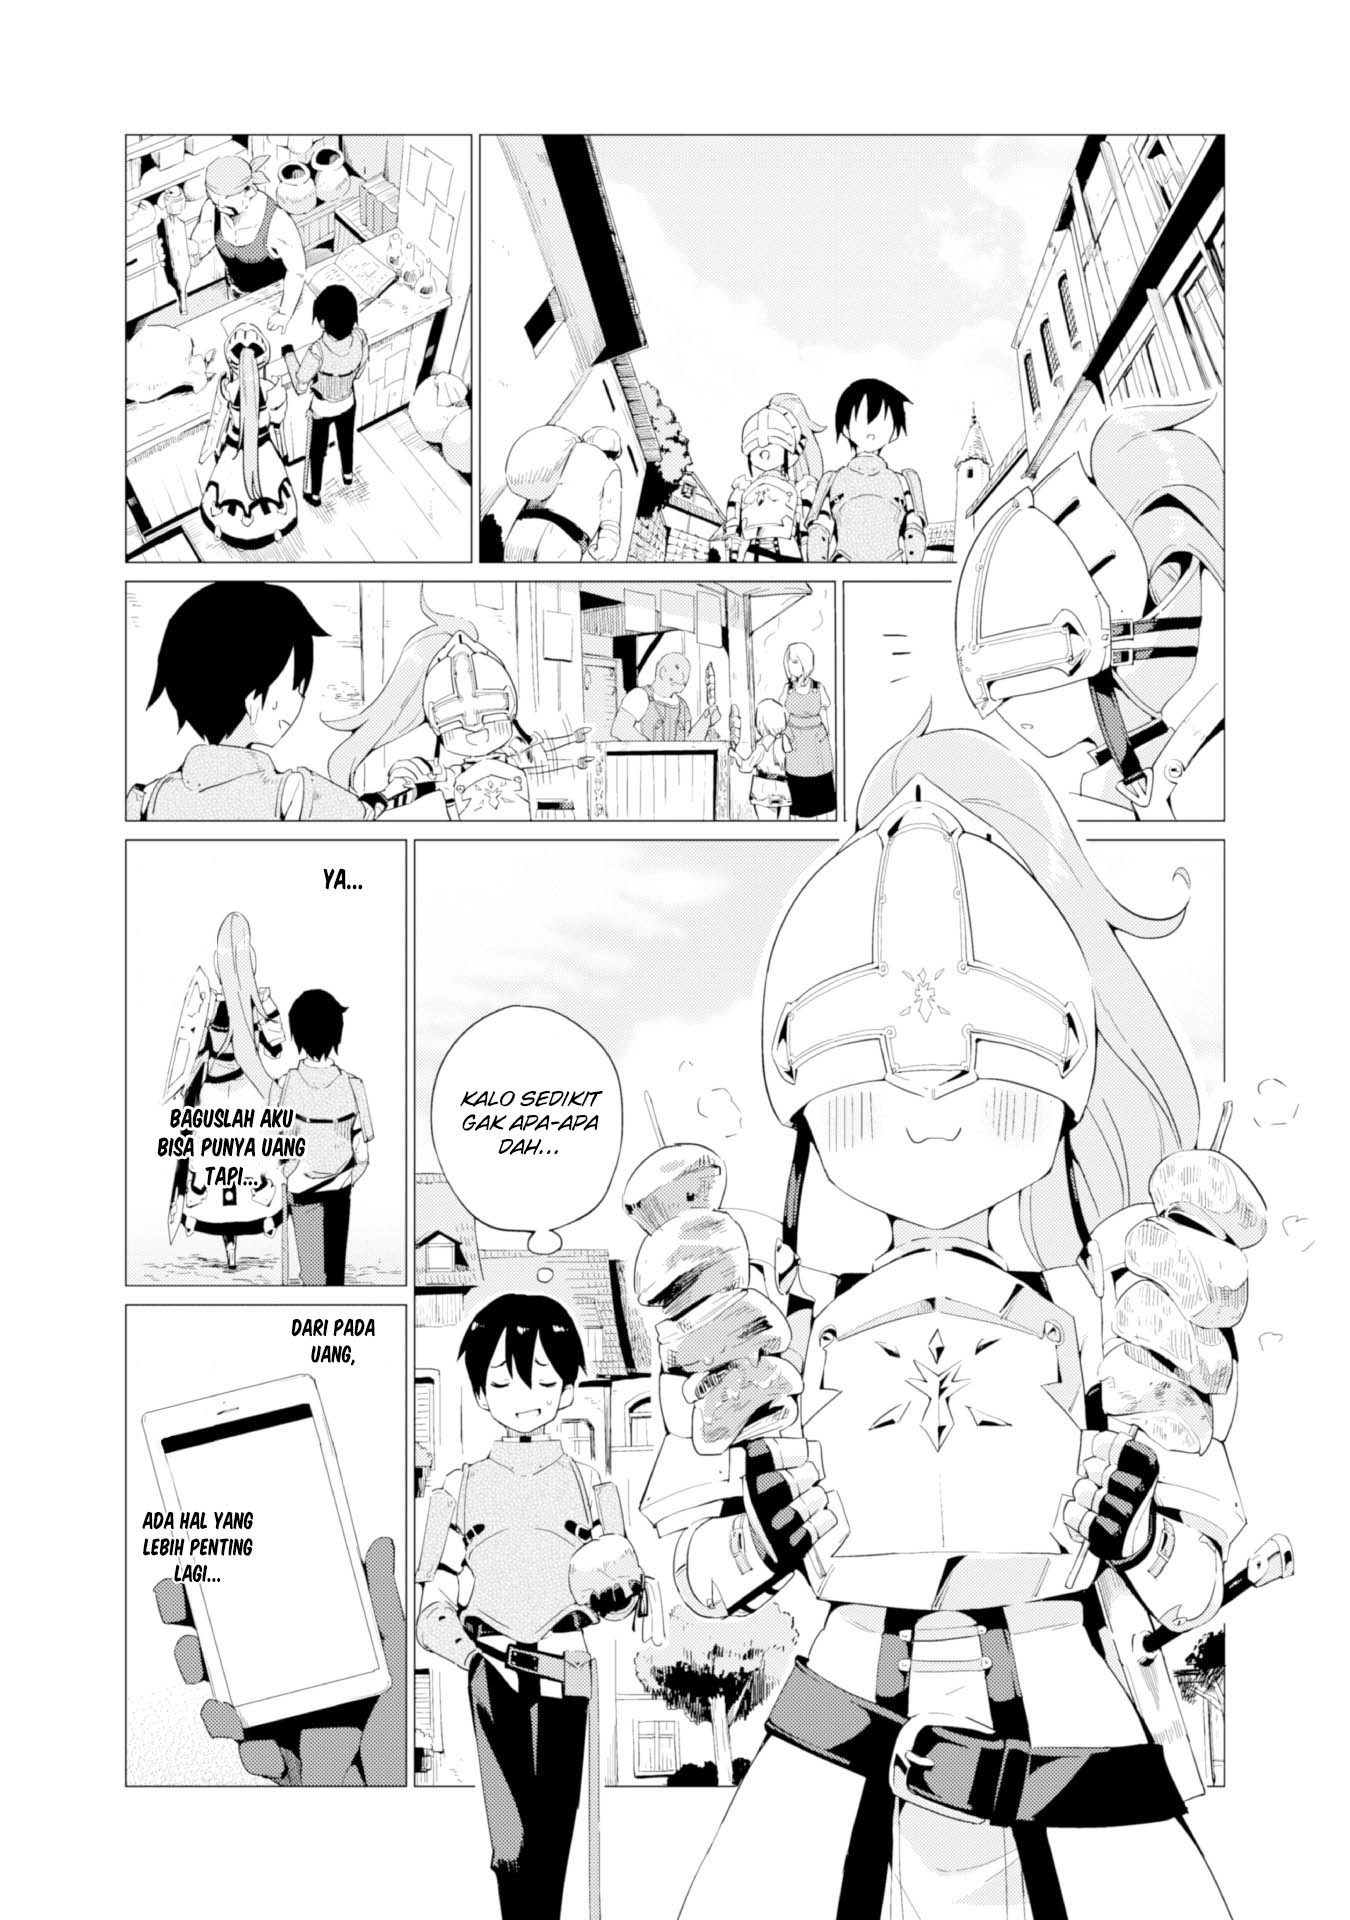 KALO SEDIKIT
GAK APA-APA
DAH...
YA...
BAGUSLAH AKU
BISA PUNYA UANG
TAPI...
DARI PADA
UANG,
ADA HAL YANG
LEBIH PENTING
LAGI...